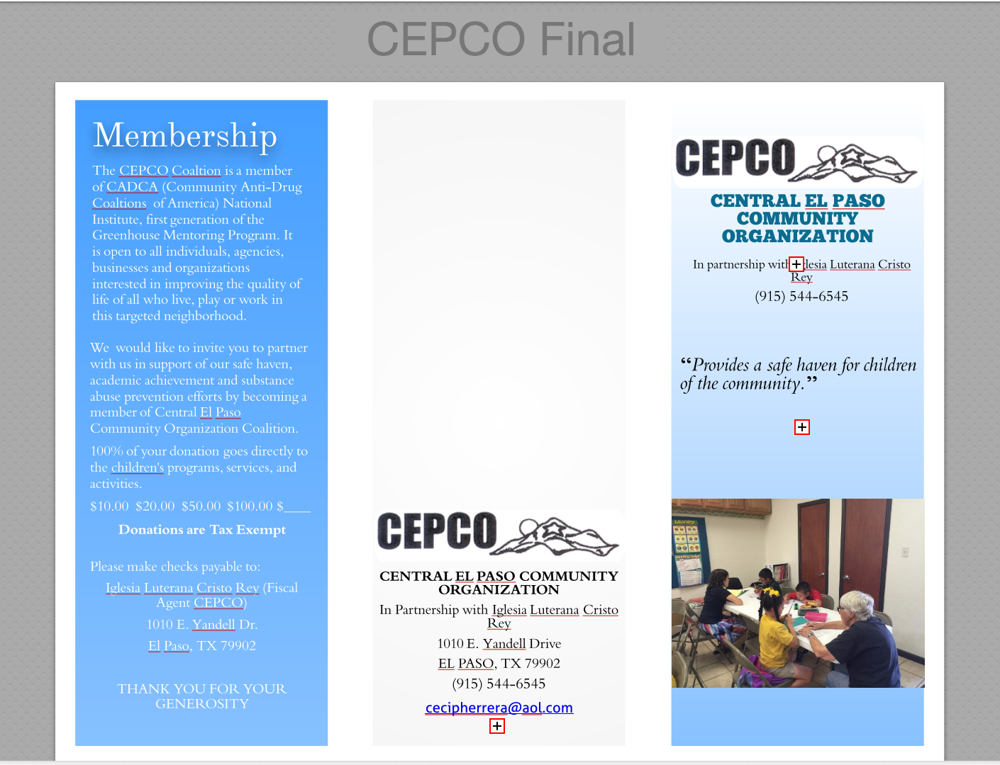 CEPCO Final
Membership
The CEPCO Coaltion is a member
of CADCA (Community Anti-Drug
Coaltions  of America) National
Institute, first generation of the
Greenhouse Mentoring Program. It
is open to all individuals, agencies,
businesses and organizations
interested in improving the quality of
life of all who live, play or work in
this targeted neighborhood.
We  would like to invite you to partner
with us in support of our safe haven,
academic achievement and substance
abuse prevention efforts by becoming a
member of Central El Paso
Community Organization Coalition.
100% of your donation goes directly to
the children's programs, services, and
activities.
$10.00  $20.00  $50.00  $100.00 $____
Donations are Tax Exempt
Please make checks payable to:
Iglesia Luterana Cristo Rey (Fiscal
Agent CEPCO)
1010 E. Yandell Dr.
El Paso, TX 79902
THANK YOU FOR YOUR
GENEROSITY
CEPCO
CENTRAL EL PASO COMMUNITY
ORGANIZATION
In Partnership with Iglesia Luterana Cristo
Rey
1010 E. Yandell Drive
EL PASO, TX 79902
(915) 544-6545
cecipherrera@aol.com
CEPCO
CENTRAL EL PASO
COMMUNITY
ORGANIZATION
In partnership with Iglesia Luterana Cristo
Rey
(915) 544-6545
“Provides a safe haven for children
of the community.”
Money